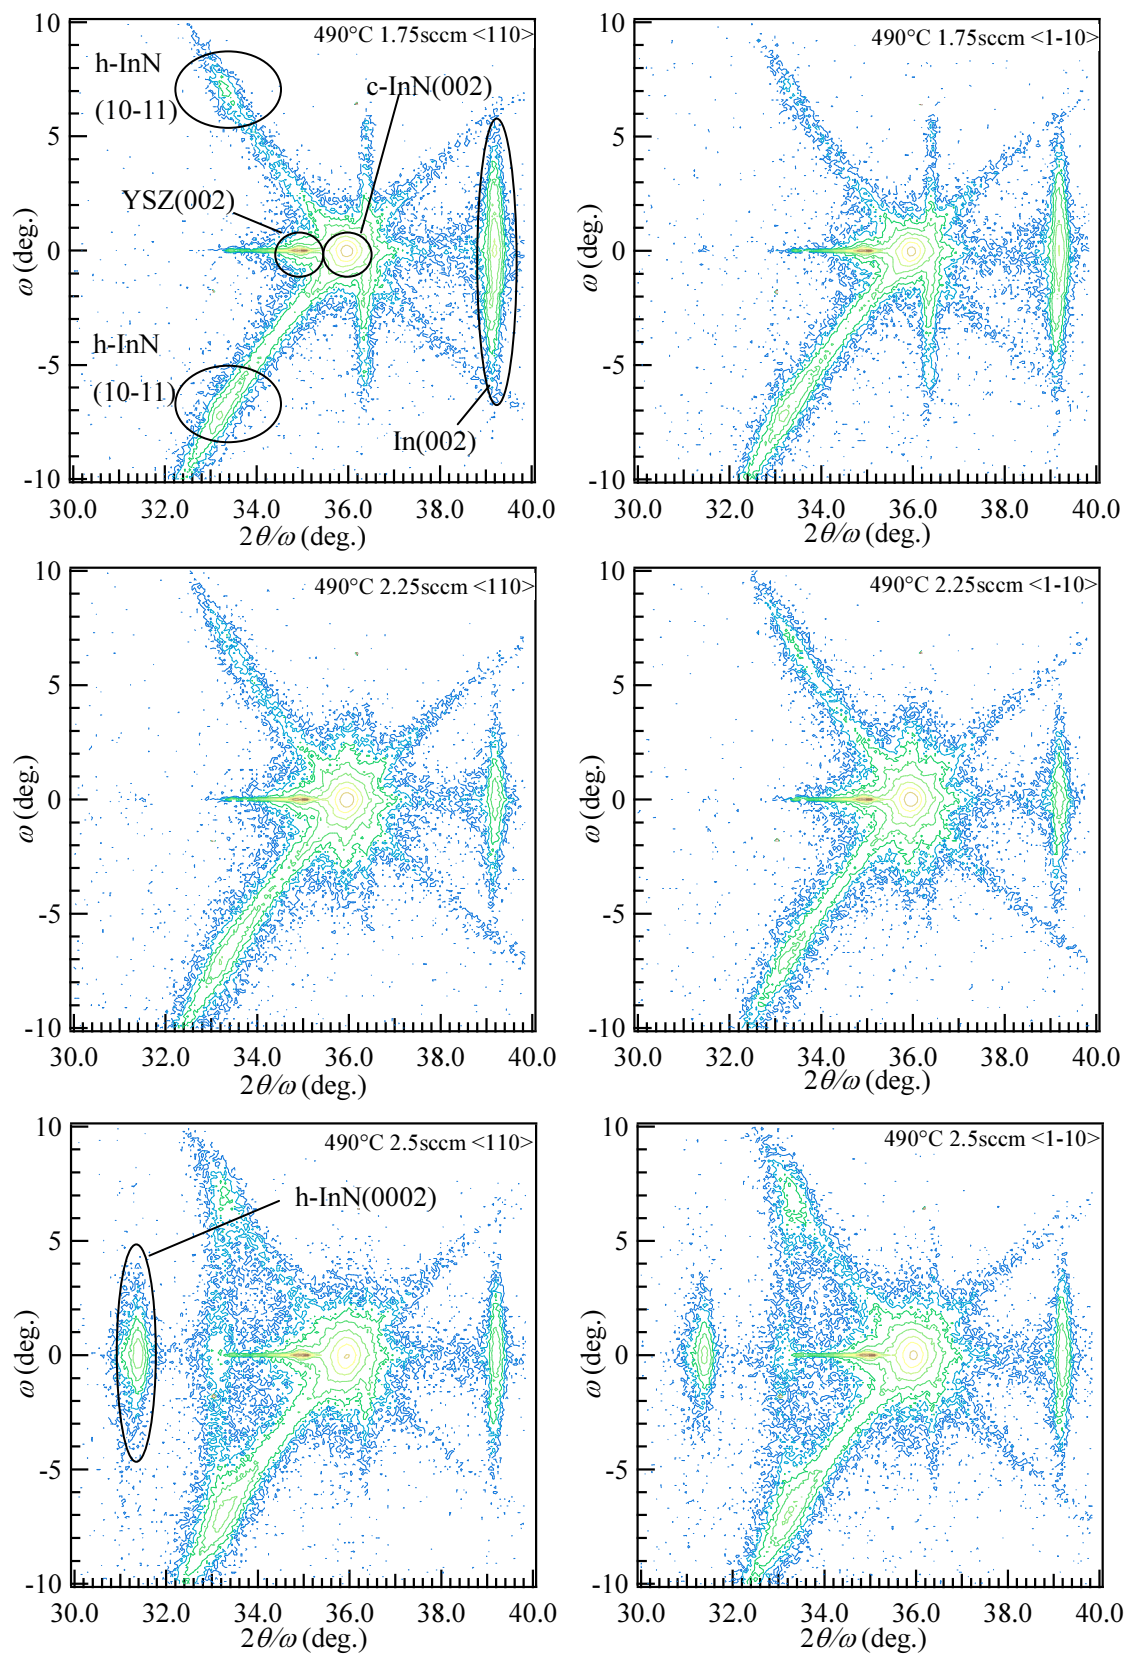 10
490°C 1.75sccm <110>
h-InN
(10-11)
c-InN(002)
5
YSZ(002)
ω (deg.)
0
h-InN
(10-11)
-5
In(002)
-10
30.0 32.0 34.0 36.0 38.0 40.0
2θ/ω (deg.)
10
490°C 1.75sccm <1-10>
5
ω (deg.)
0
-5
-10
30.0 32.0 34.0 36.0 38.0 40.0
2θ/ω (deg.)
10
490°C 2.25sccm <110>
5
ω (deg.)
0
-5
-10
30.0 32.0 34.0 36.0 38.0 40.0
2θ/ω (deg.)
10
490°C 2.25sccm <1-10>
5
ω (deg.)
0
-5
-10
30.0 32.0 34.0 36.0 38.0 40.0
2θ/ω (deg.)
10
490°C 2.5sccm <110>
h-InN(0002)
5
ω (deg.)
0
-5
-10
30.0 32.0 34.0 36.0 38.0 40.0
2θ/ω (deg.)
10
490°C 2.5sccm <1-10>
5
ω (deg.)
0
-5
-10
30.0 32.0 34.0 36.0 38.0 40.0
2θ/ω (deg.)